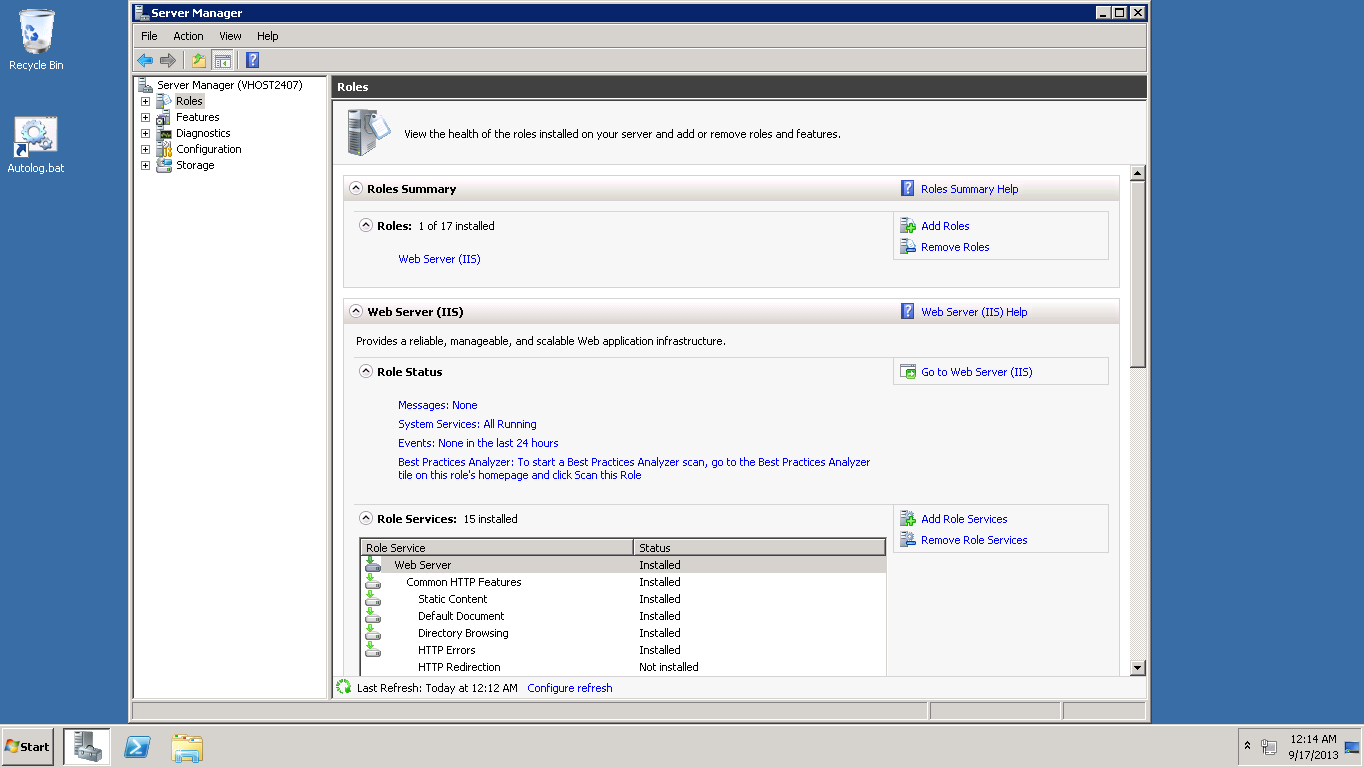 Recycle Bin
Autolog.bat
Server Manager
File Action View Help
Server Manager (VHOST2407)
Roles
Features
Diagnostics
Configuration
Storage
Roles
View the health of the roles installed on your server and add or remove roles and features.
Roles Summary
Roles Summary Help
Roles: 1 of 17 installed
Add Roles
Remove Roles
Web Server (IIS)
Web Server (IIS)
Web Server (IIS) Help
Provides a reliable, manageable, and scalable Web application infrastructure.
Role Status
Go to Web Server (IIS)
Messages: None
System Services: All Running
Events: None in the last 24 hours
Best Practices Analyzer: To start a Best Practices Analyzer scan, go to the Best Practices Analyzer
tile on this role's homepage and click Scan this Role
Role Services: 15 installed
Add Role Services
Remove Role Services
Role Service Status
Web Server Installed
Common HTTP Features Installed
Static Content Installed
Default Document Installed
Directory Browsing Installed
HTTP Errors Installed
HTTP Redirection Not installed
Last Refresh: Today at 12:12 AM Configure refresh
Start
12:14 AM
9/17/2013